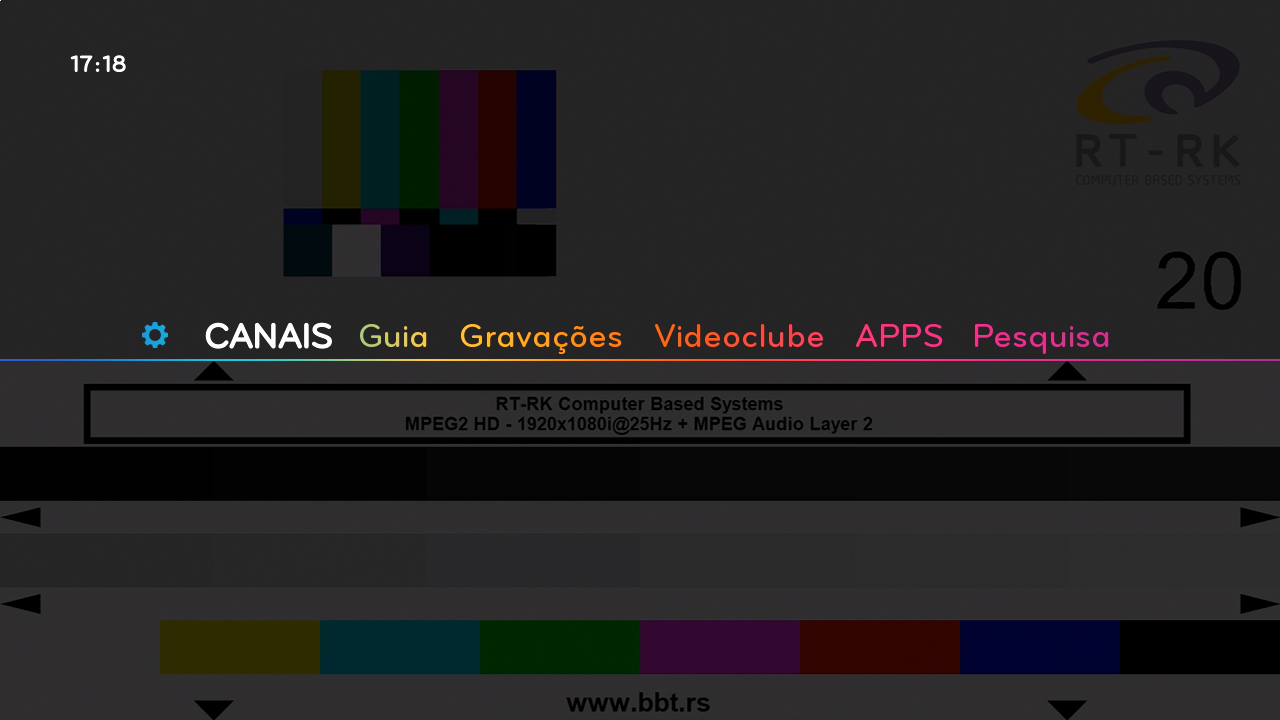 17:18
RT-RK
COMPUTER BASED SYSTEMS
20
CANAIS Guia Gravações Videoclube APPS Pesquisa
RT-RK Computer Based Systems
MPEG2 HD - 1920x1080i@25Hz + MPEG Audio Layer 2
www.bbt.rs